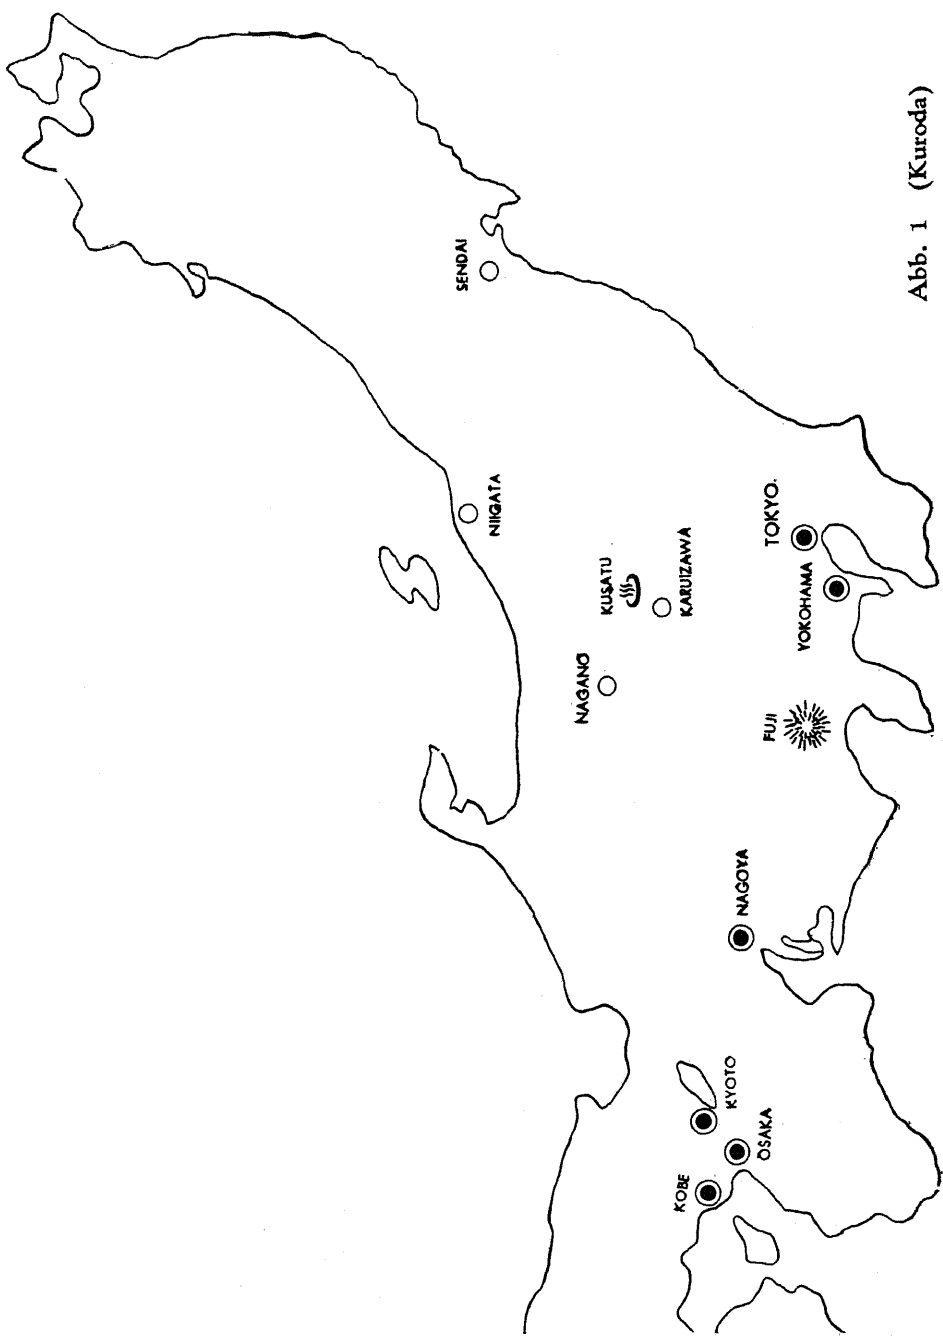 SENDAI
NIIGATA
NAGANO
KUSATU
KOBE
KARUIZAWA
KYOTO
NAGOYA
OSAKA
FUJI
TOKYO.
YOKOHAMA
Abb. 1 (Kuroda)